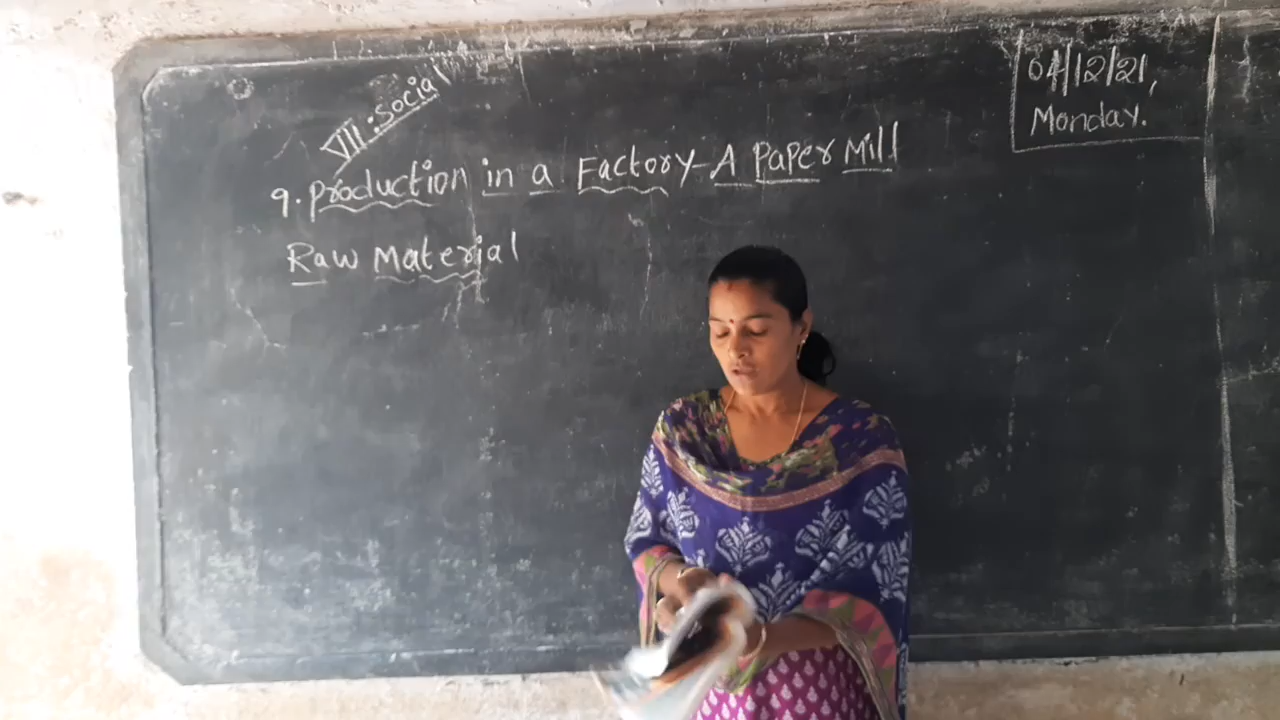 VII : Social
04/12/21,
Monday.
9. Production in a Factory - A Paper Mill
Raw Material